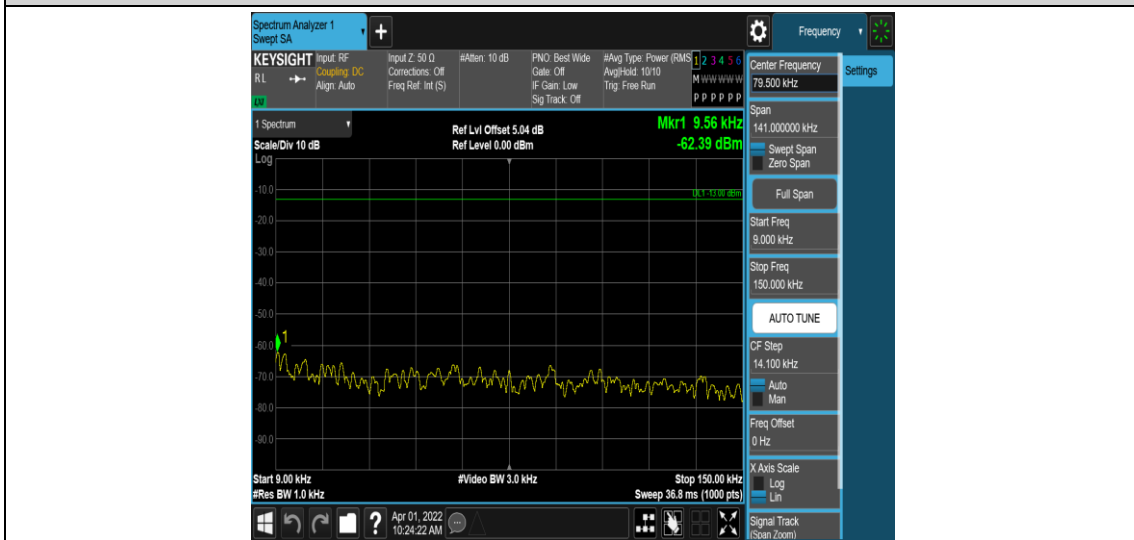 Spectrum Analyzer 1
Swept SA
+
Frequency
KEYSIGHT
RL
LXI
Input: RF
Coupling: DC
Align: Auto
Input Z: 50 Ω
Corrections: Off
Freq Ref: Int (S)
#Atten: 10 dB
PNO: Best Wide
Gate: Off
IF Gain: Low
Sig Track: Off
#Avg Type: Power (RMS
Avg|Hold: 10/10
Trig: Free Run
1 2 3 4 5 6
M W W W W W
P P P P P P
1 Spectrum
Scale/Div 10 dB
Log
Ref Lvl Offset 5.04 dB
Ref Level 0.00 dBm
Mkr1 9.56 kHz
-62.39 dBm
DL1 -13.00 dBm
-10.0
-20.0
-30.0
-40.0
-50.0
-60.0
-70.0
-80.0
-90.0
1
Start 9.00 kHz
#Res BW 1.0 kHz
#Video BW 3.0 kHz
Stop 150.00 kHz
Sweep 36.8 ms (1000 pts)
?
Apr 01, 2022
10:24:22 AM
Center Frequency
79.500 kHz
Settings
Span
141.000000 kHz
Swept Span
Zero Span
Full Span
Start Freq
9.000 kHz
Stop Freq
150.000 kHz
AUTO TUNE
CF Step
14.100 kHz
Auto
Man
Freq Offset
0 Hz
X Axis Scale
Log
Lin
Signal Track
(Span Zoom)